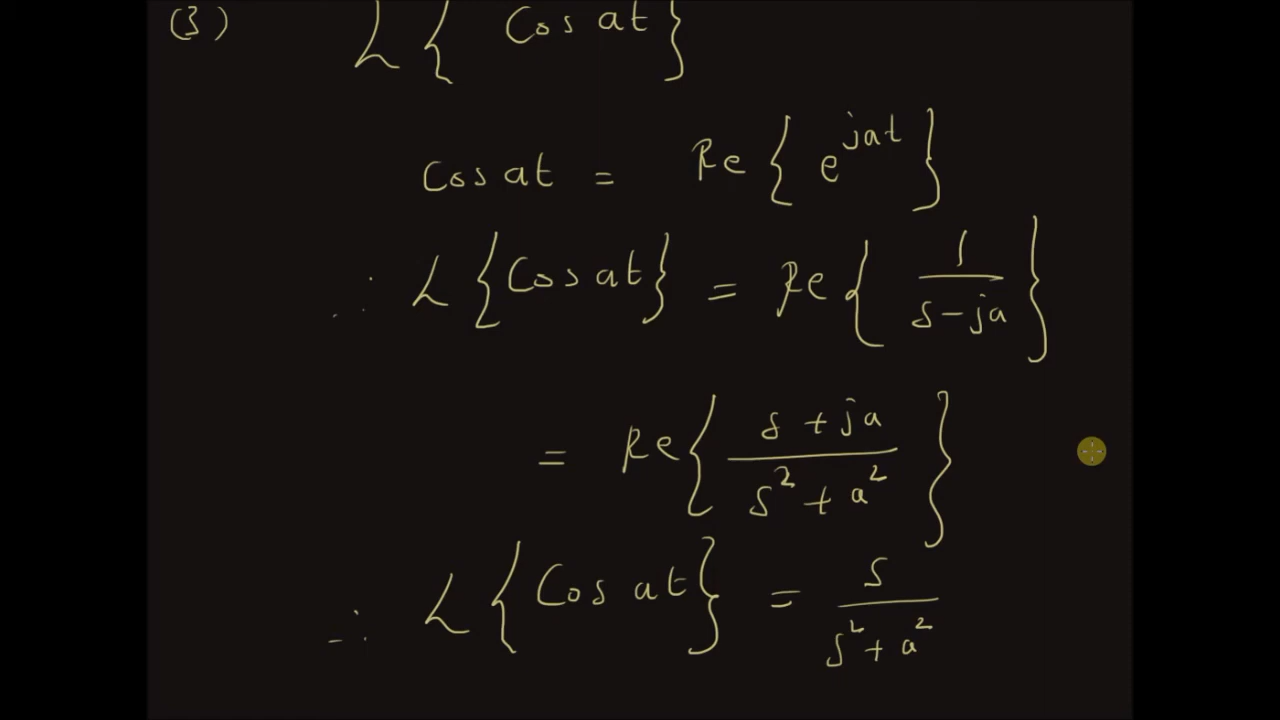 (3) L{ Cos at}
Cos at = Re{ e^{jat} }
∴ L{Cos at} = Re{ 1/(s-ja) }
= Re{ (s+ja)/(s²+a²) }
∴ L{Cos at} = s/(s²+a²)